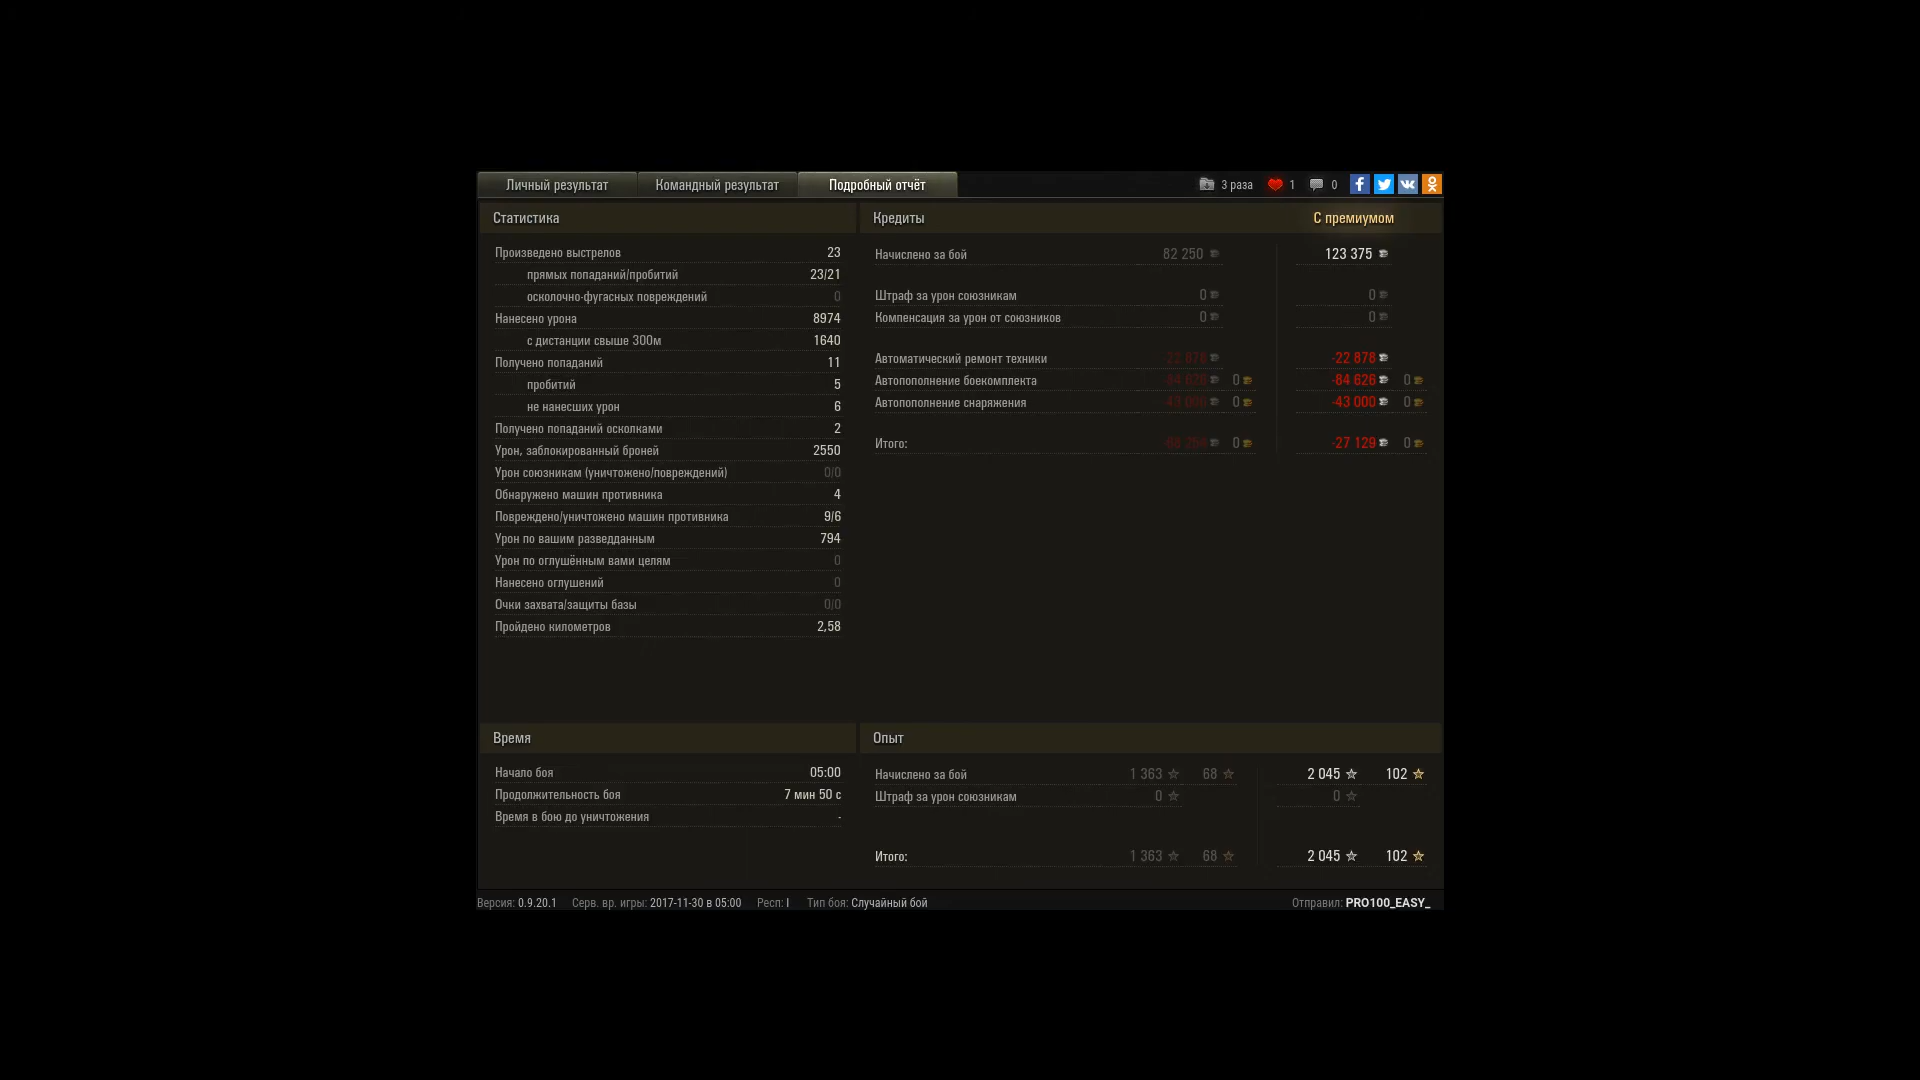 Личный результат Командный результат Подробный отчёт 3 раза 1 0
Статистика
Произведено выстрелов 23
прямых попаданий/пробитий 23/21
осколочно-фугасных повреждений 0
Нанесено урона 8974
с дистанции свыше 300м 1640
Получено попаданий 11
пробитий 5
не нанесших урон 6
Получено попаданий осколками 2
Урон, заблокированный броней 2550
Урон союзникам (уничтожено/повреждений) 0/0
Обнаружено машин противника 4
Повреждено/уничтожено машин противника 9/6
Урон по вашим разведданным 794
Урон по оглушённым вами целям 0
Нанесено оглушений 0
Очки захвата/защиты базы 0/0
Пройдено километров 2,58
Кредиты С премиумом
Начислено за бой 82 250 123 375
Штраф за урон союзникам 0 0
Компенсация за урон от союзников 0 0
Автоматический ремонт техники -22 878 -22 878
Автопополнение боекомплекта -84 626 0 -84 626 0
Автопополнение снаряжения -43 000 0 -43 000 0
Итого: 0 -27 129 0
Время
Начало боя 05:00
Продолжительность боя 7 мин 50 с
Время в бою до уничтожения -
Опыт
Начислено за бой 1 363 68 2 045 102
Штраф за урон союзникам 0 0
Итого: 1 363 68 2 045 102
Версия: 0.9.20.1 Серв. вр. игры: 2017-11-30 в 05:00 Респ: I Тип боя: Случайный бой Отправил: PRO100_EASY_